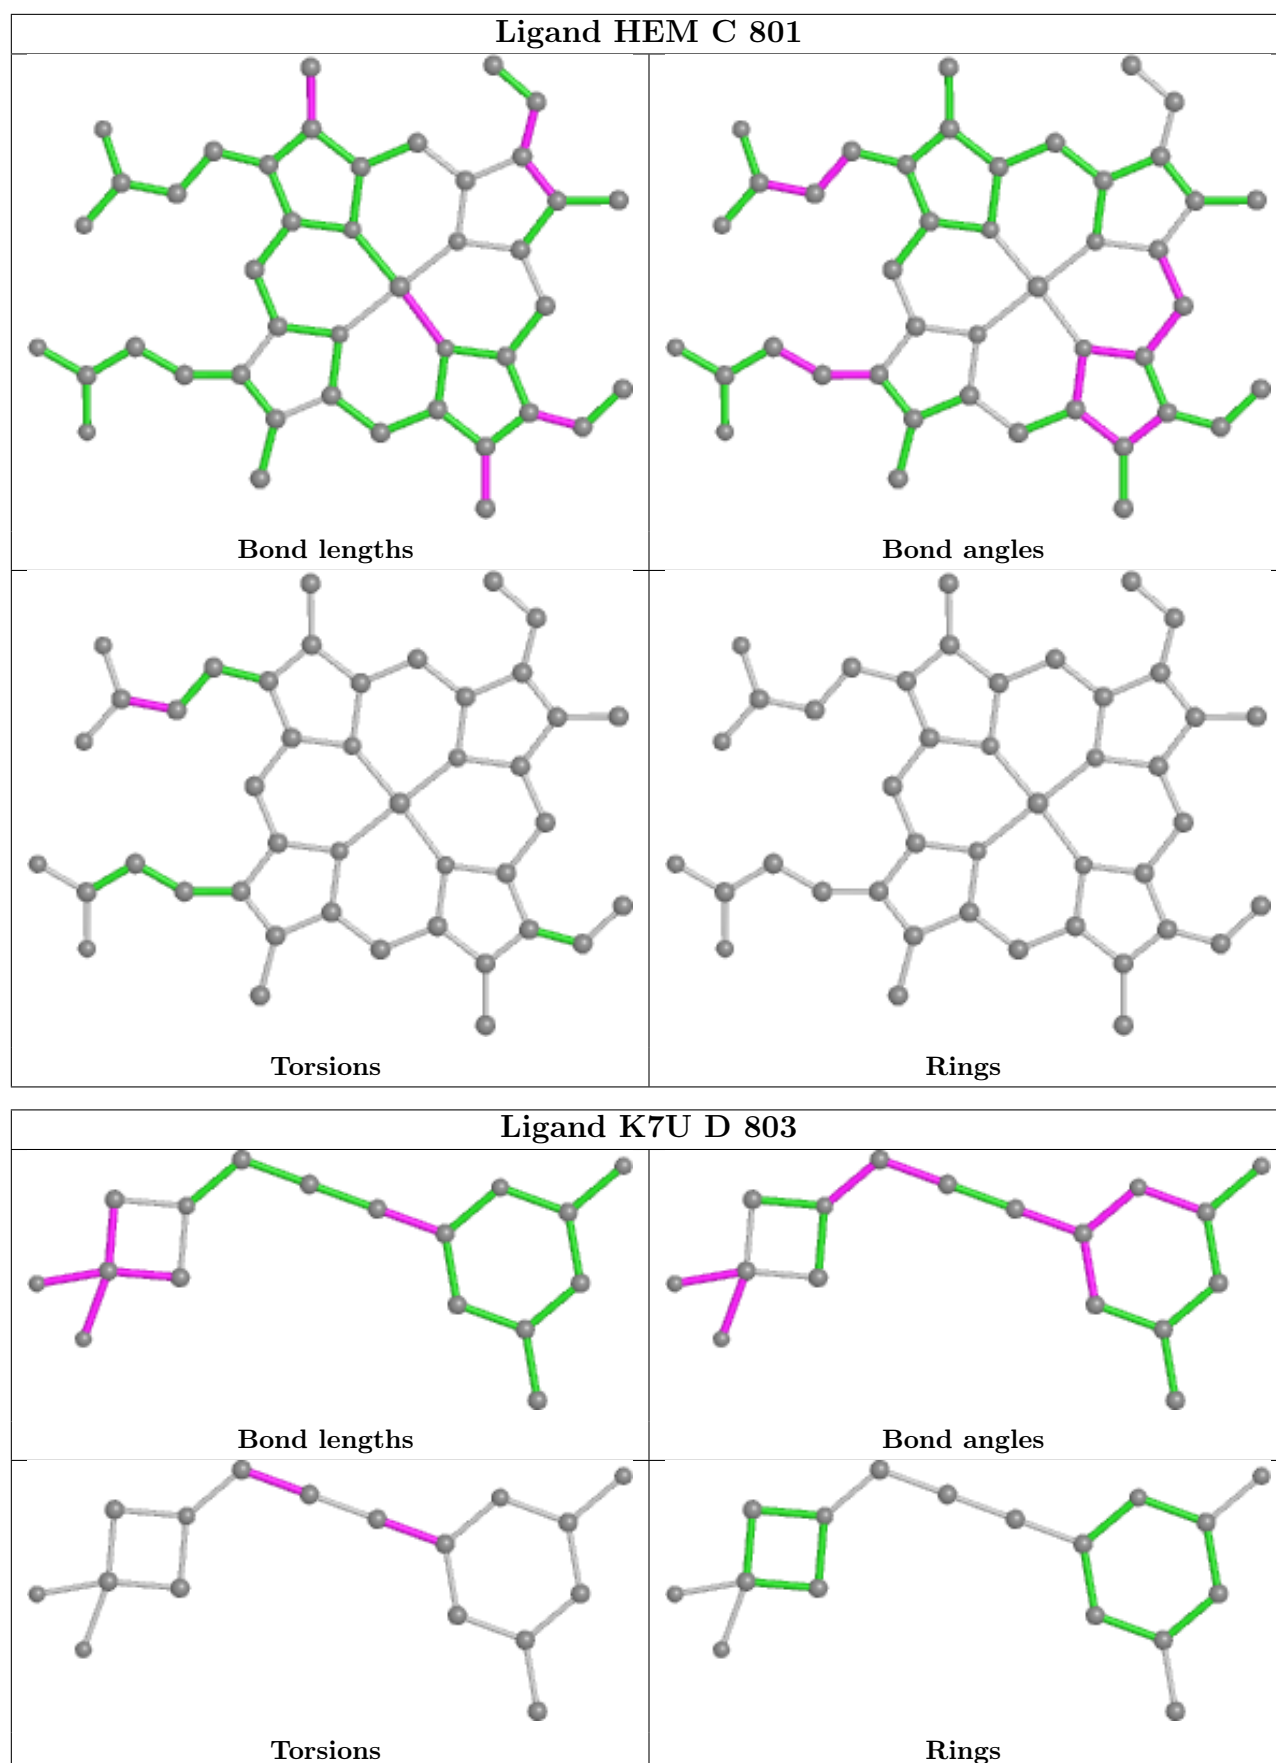 Ligand HEM C 801
Bond lengths
Bond angles
Torsions
Rings
Ligand K7U D 803
Bond lengths
Bond angles
Torsions
Rings